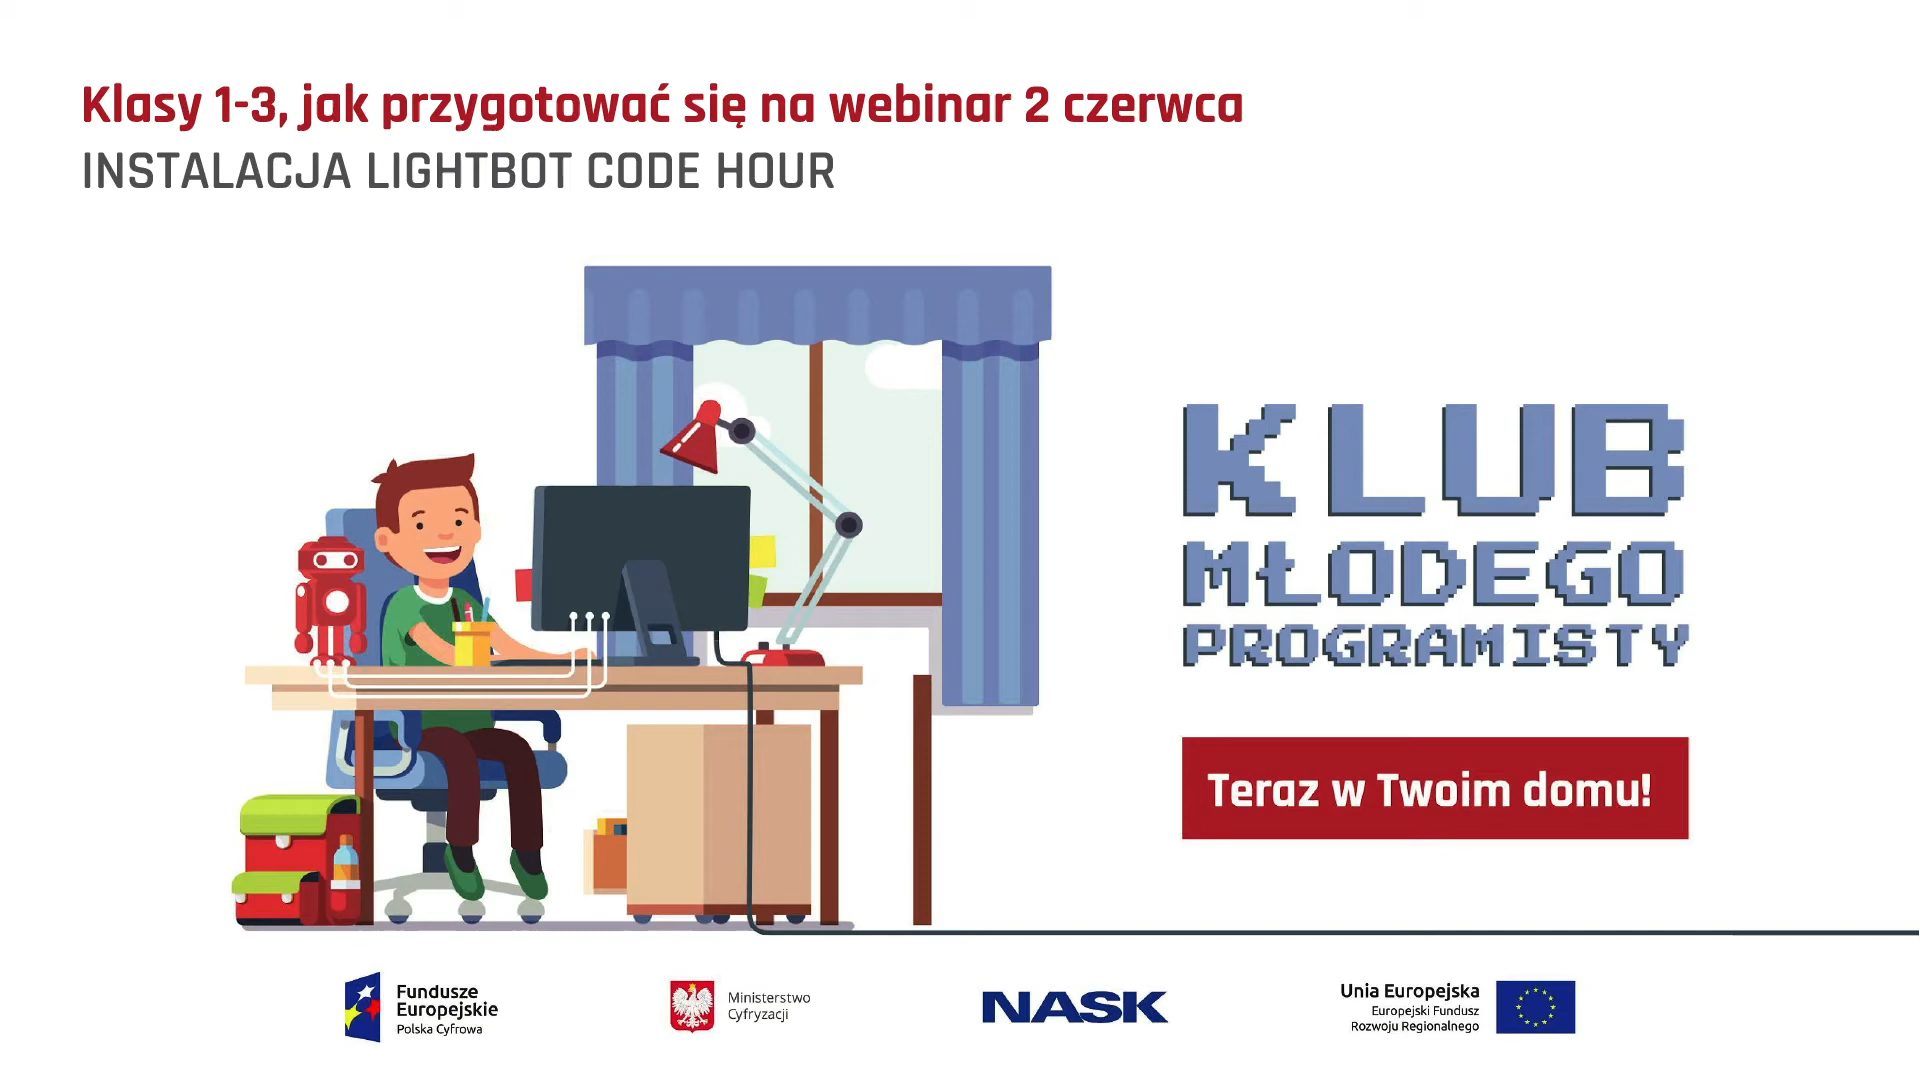 Klasy 1-3, jak przygotować się na webinar 2 czerwca
INSTALACJA LIGHTBOT CODE HOUR
KLUB
MŁODEGO
PROGRAMISTY
Teraz w Twoim domu!
Fundusze
Europejskie
Polska Cyfrowa
Ministerstwo
Cyfryzacji
NASK
Unia Europejska
Europejski Fundusz
Rozwoju Regionalnego